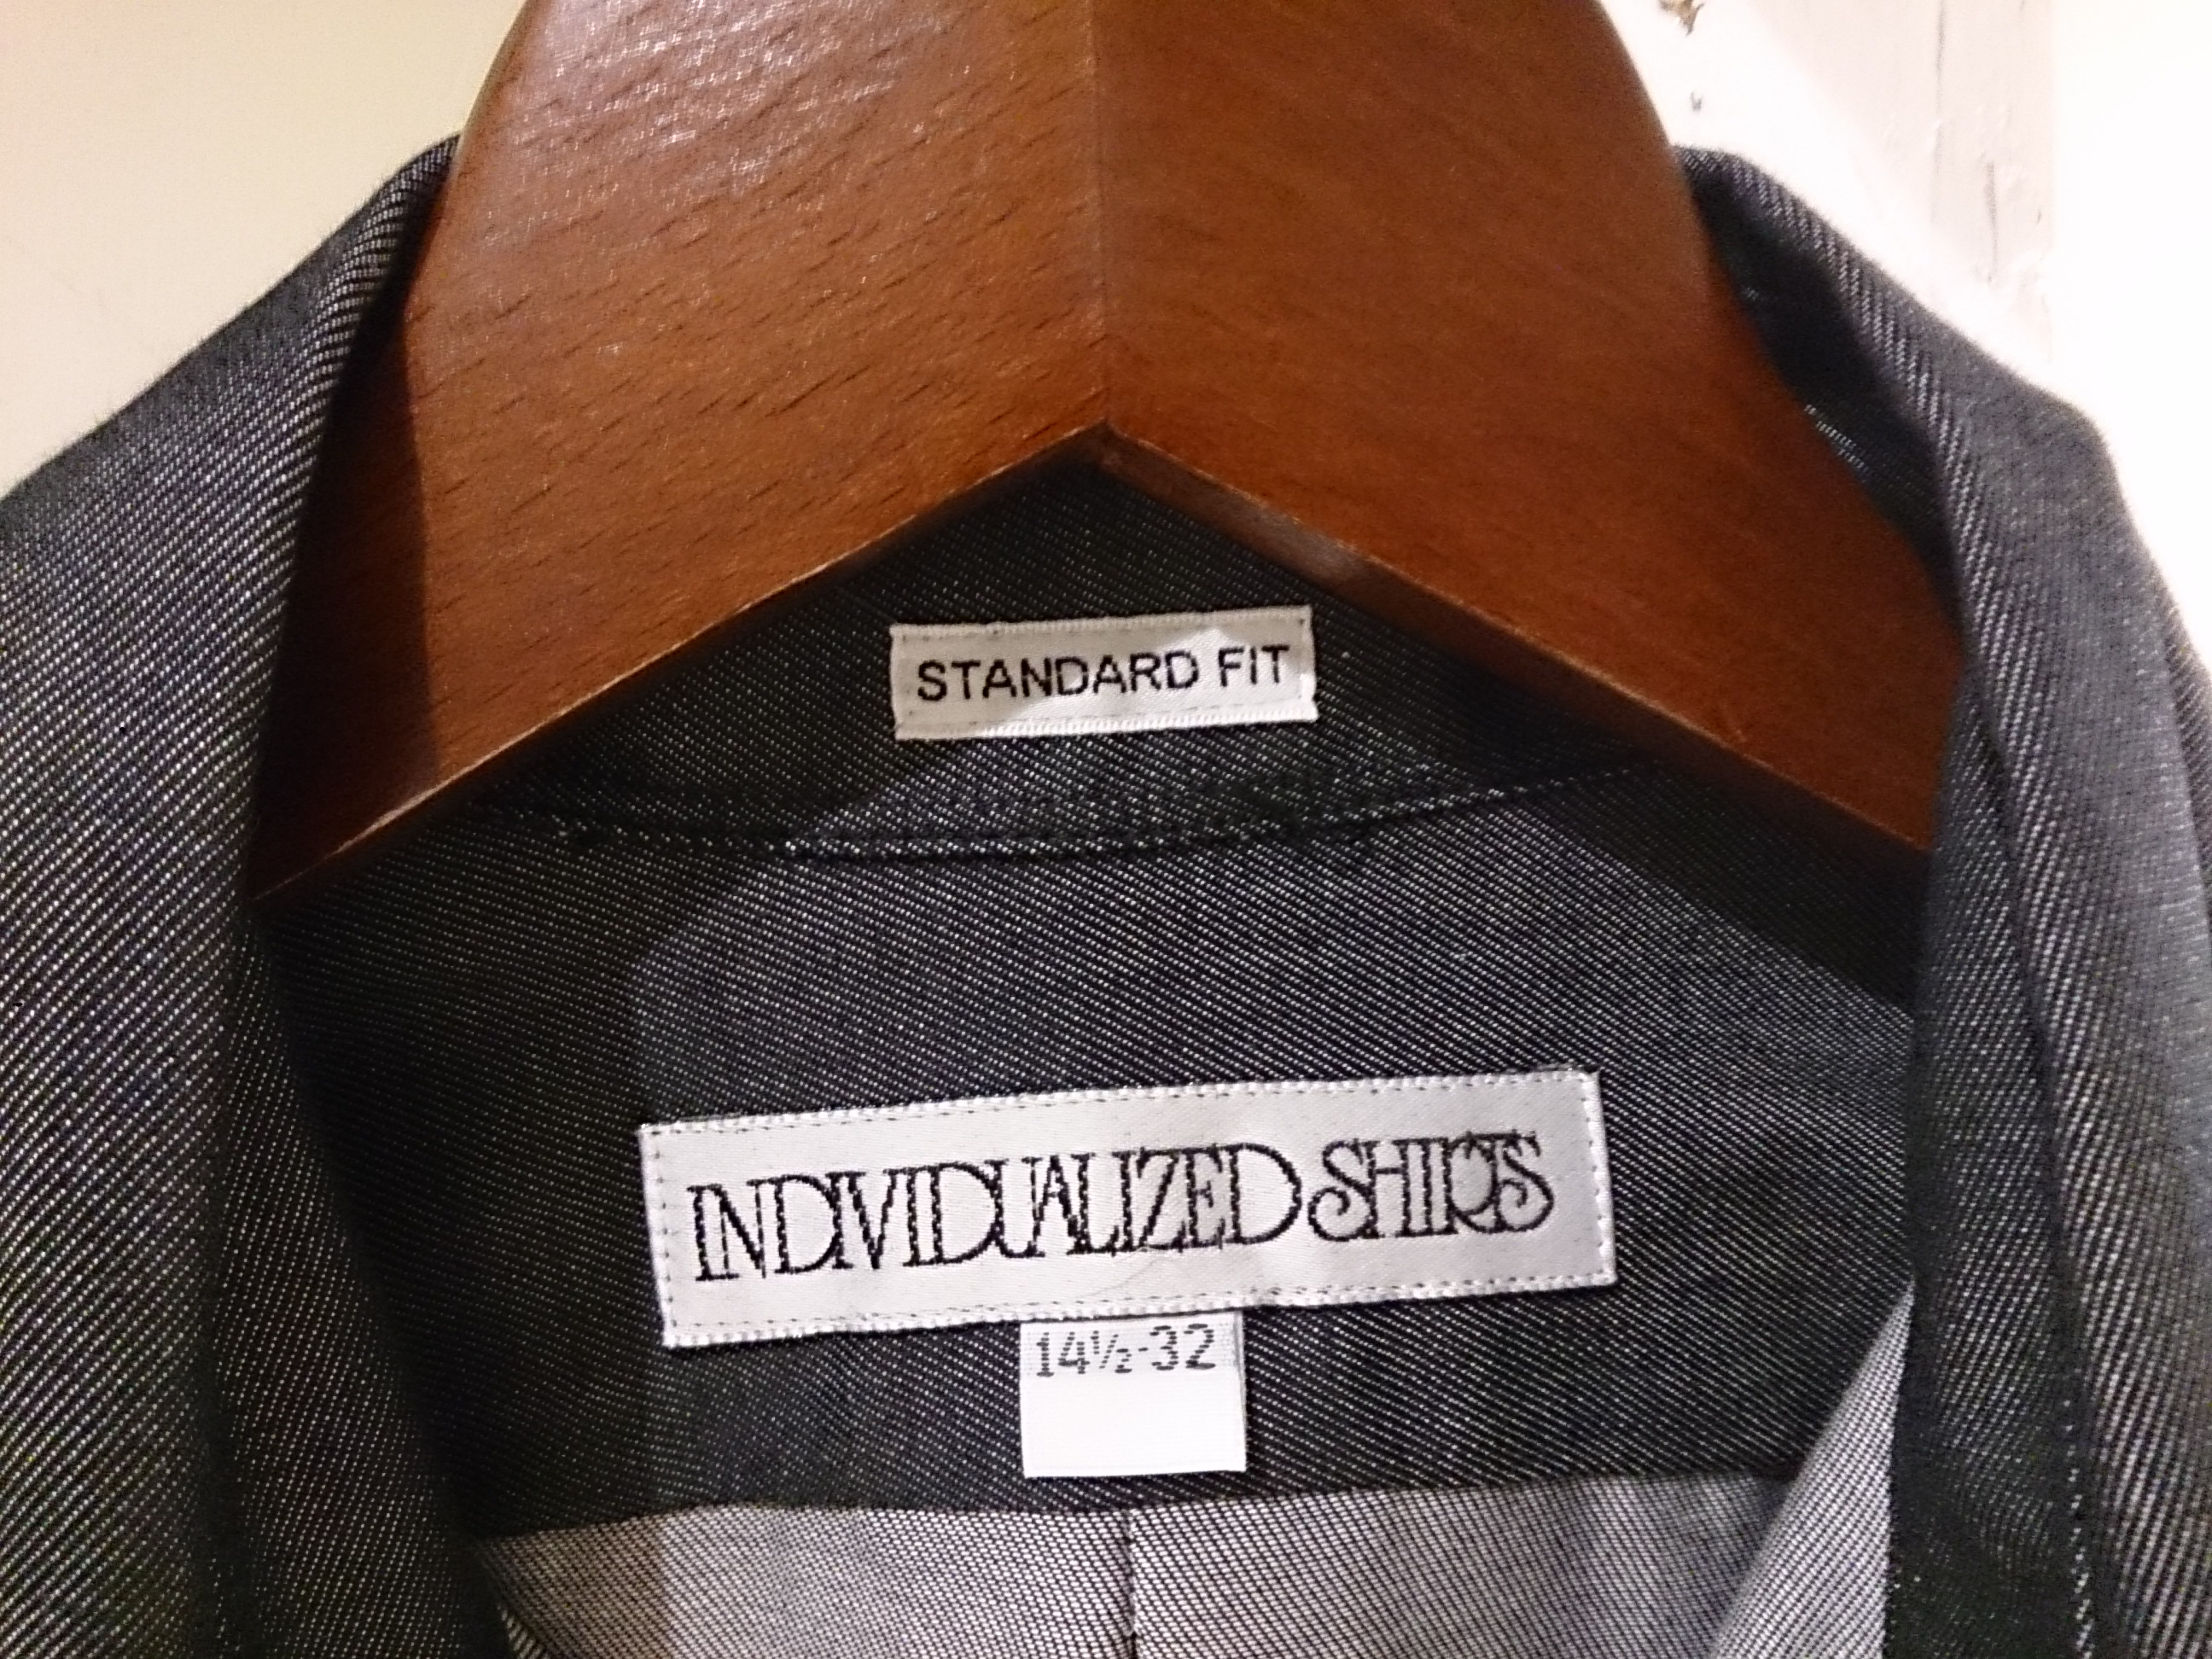 STANDARD FIT
INDIVIDUALIZED SHIRTS
14½-32